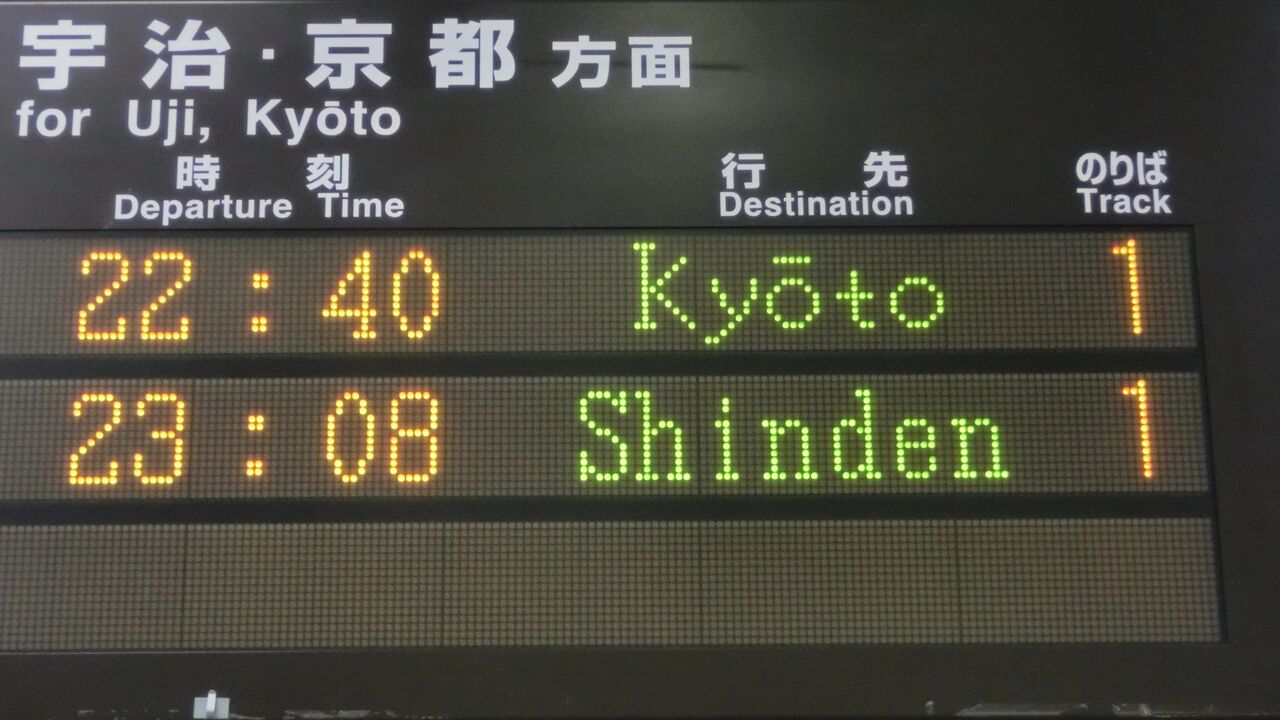 宇治・京都方面
for Uji, Kyōto
時刻 行先 のりば
Departure Time Destination Track
22:40 Kyōto 1
23:08 Shinden 1